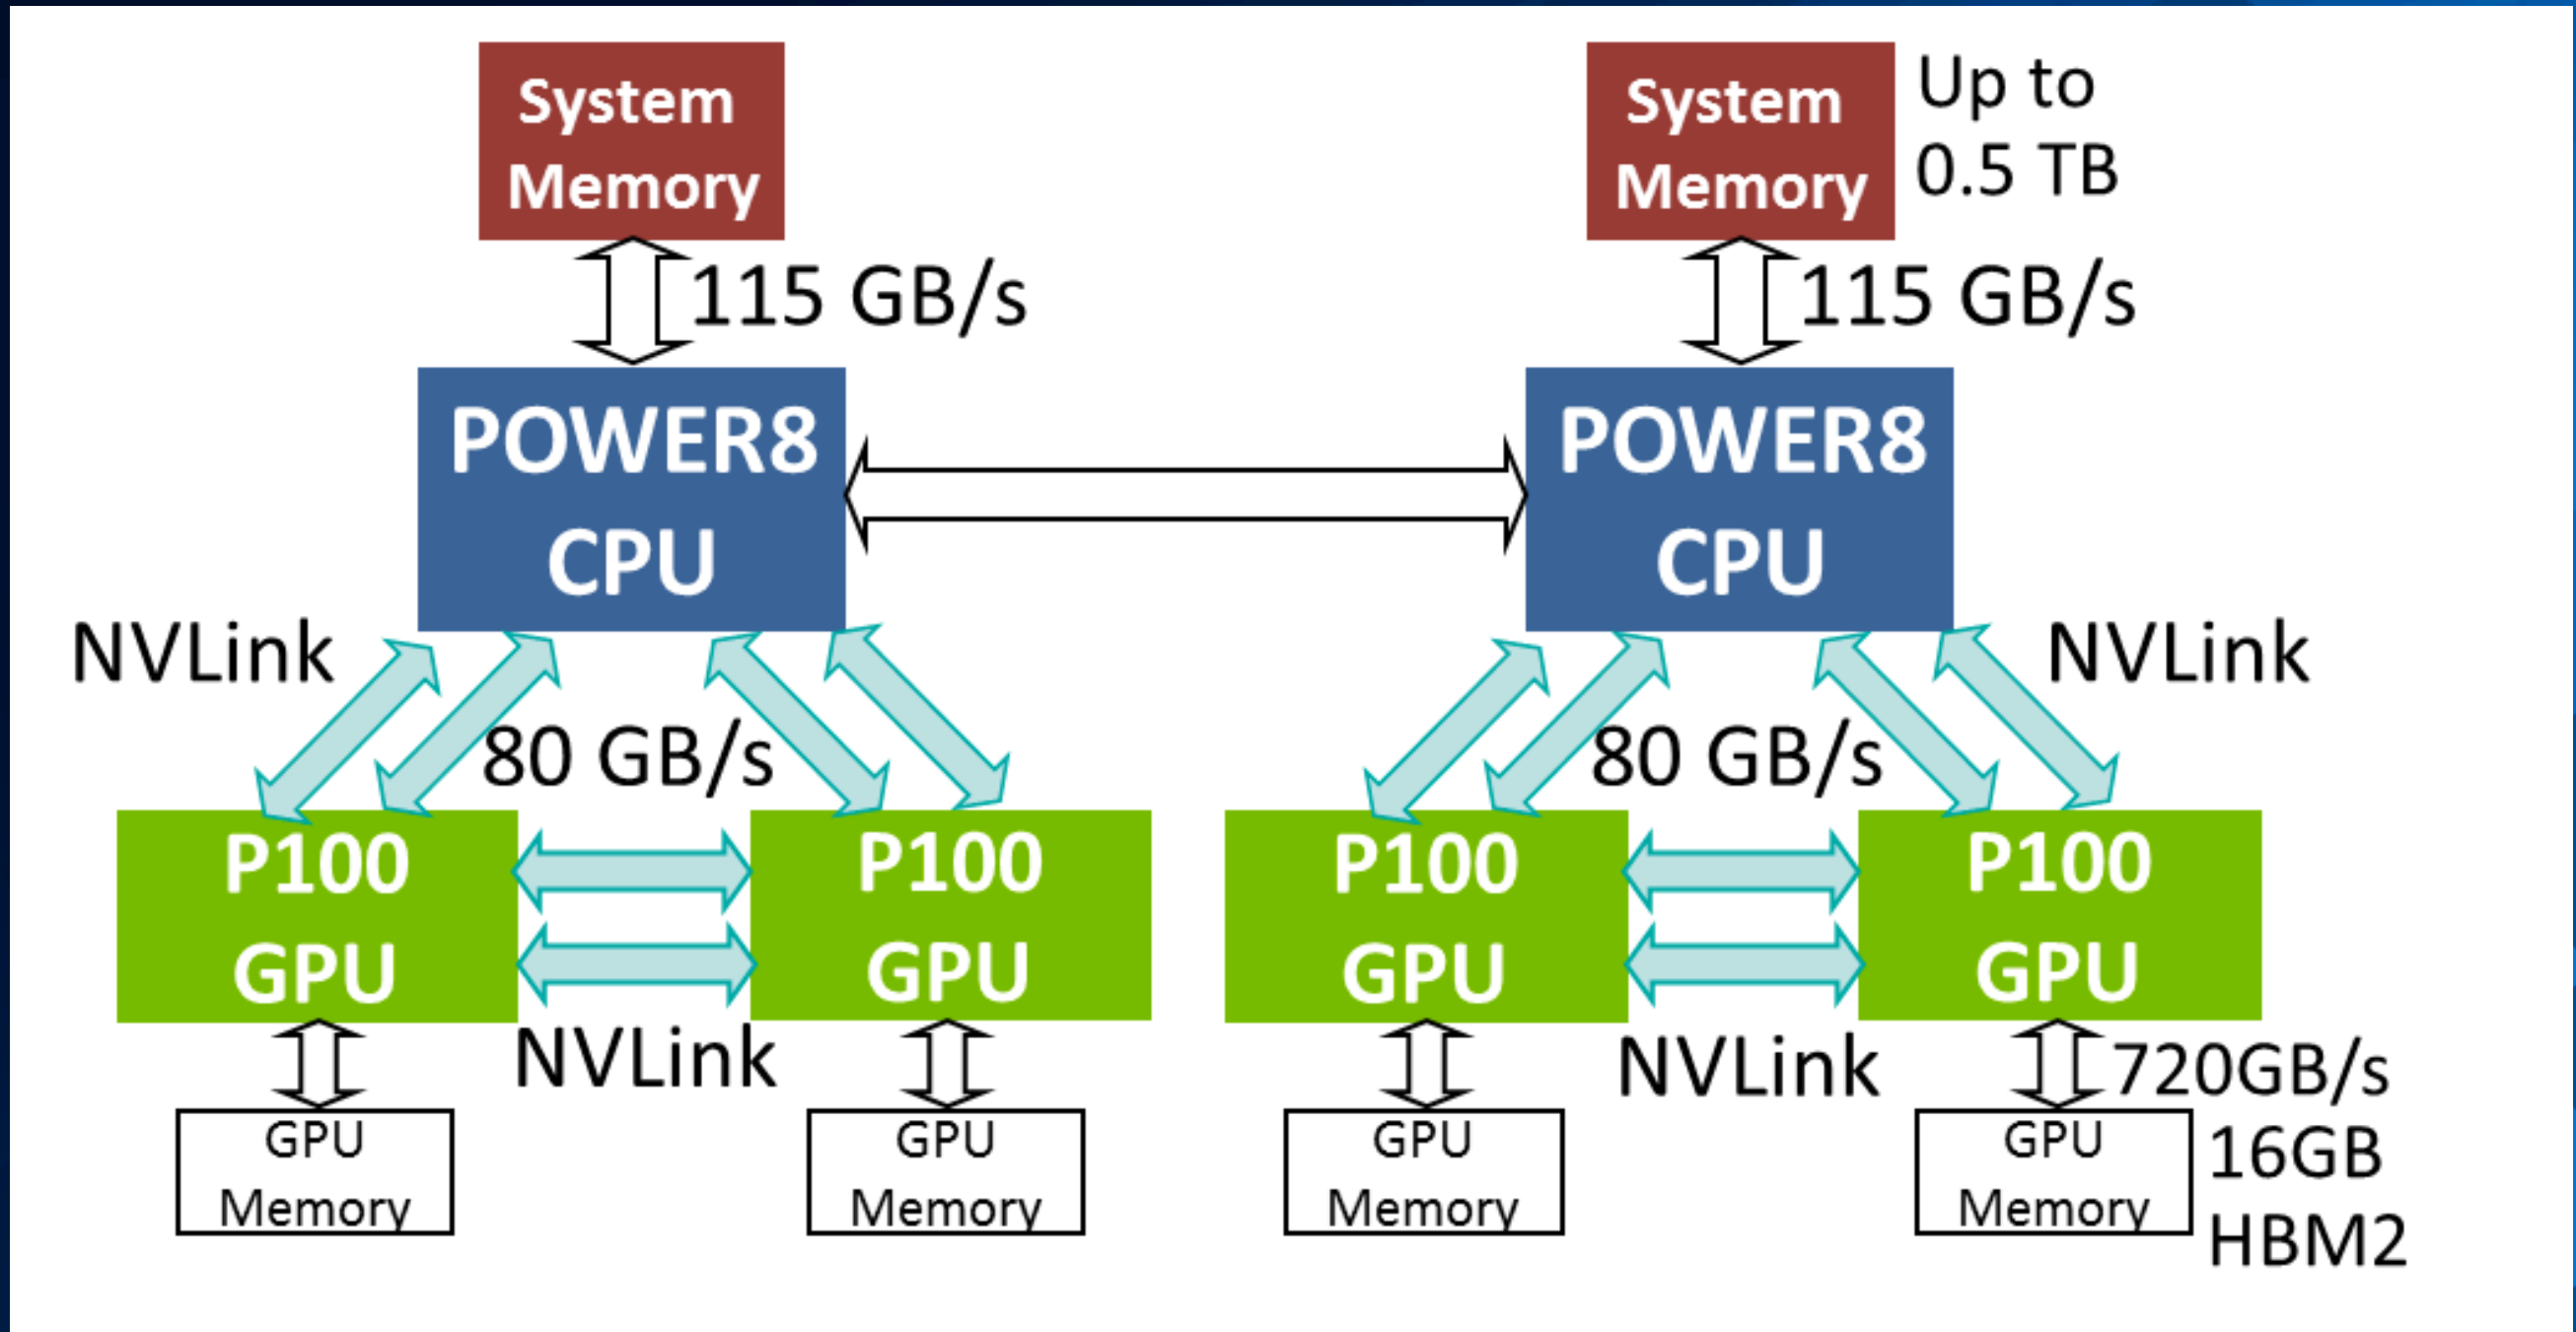 System
Memory
System
Memory
Up to
0.5 TB
115 GB/s
115 GB/s
POWER8
CPU
POWER8
CPU
NVLink
NVLink
80 GB/s
80 GB/s
P100
GPU
P100
GPU
P100
GPU
P100
GPU
NVLink
NVLink
720GB/s
GPU
Memory
GPU
Memory
GPU
Memory
GPU
Memory
16GB
HBM2